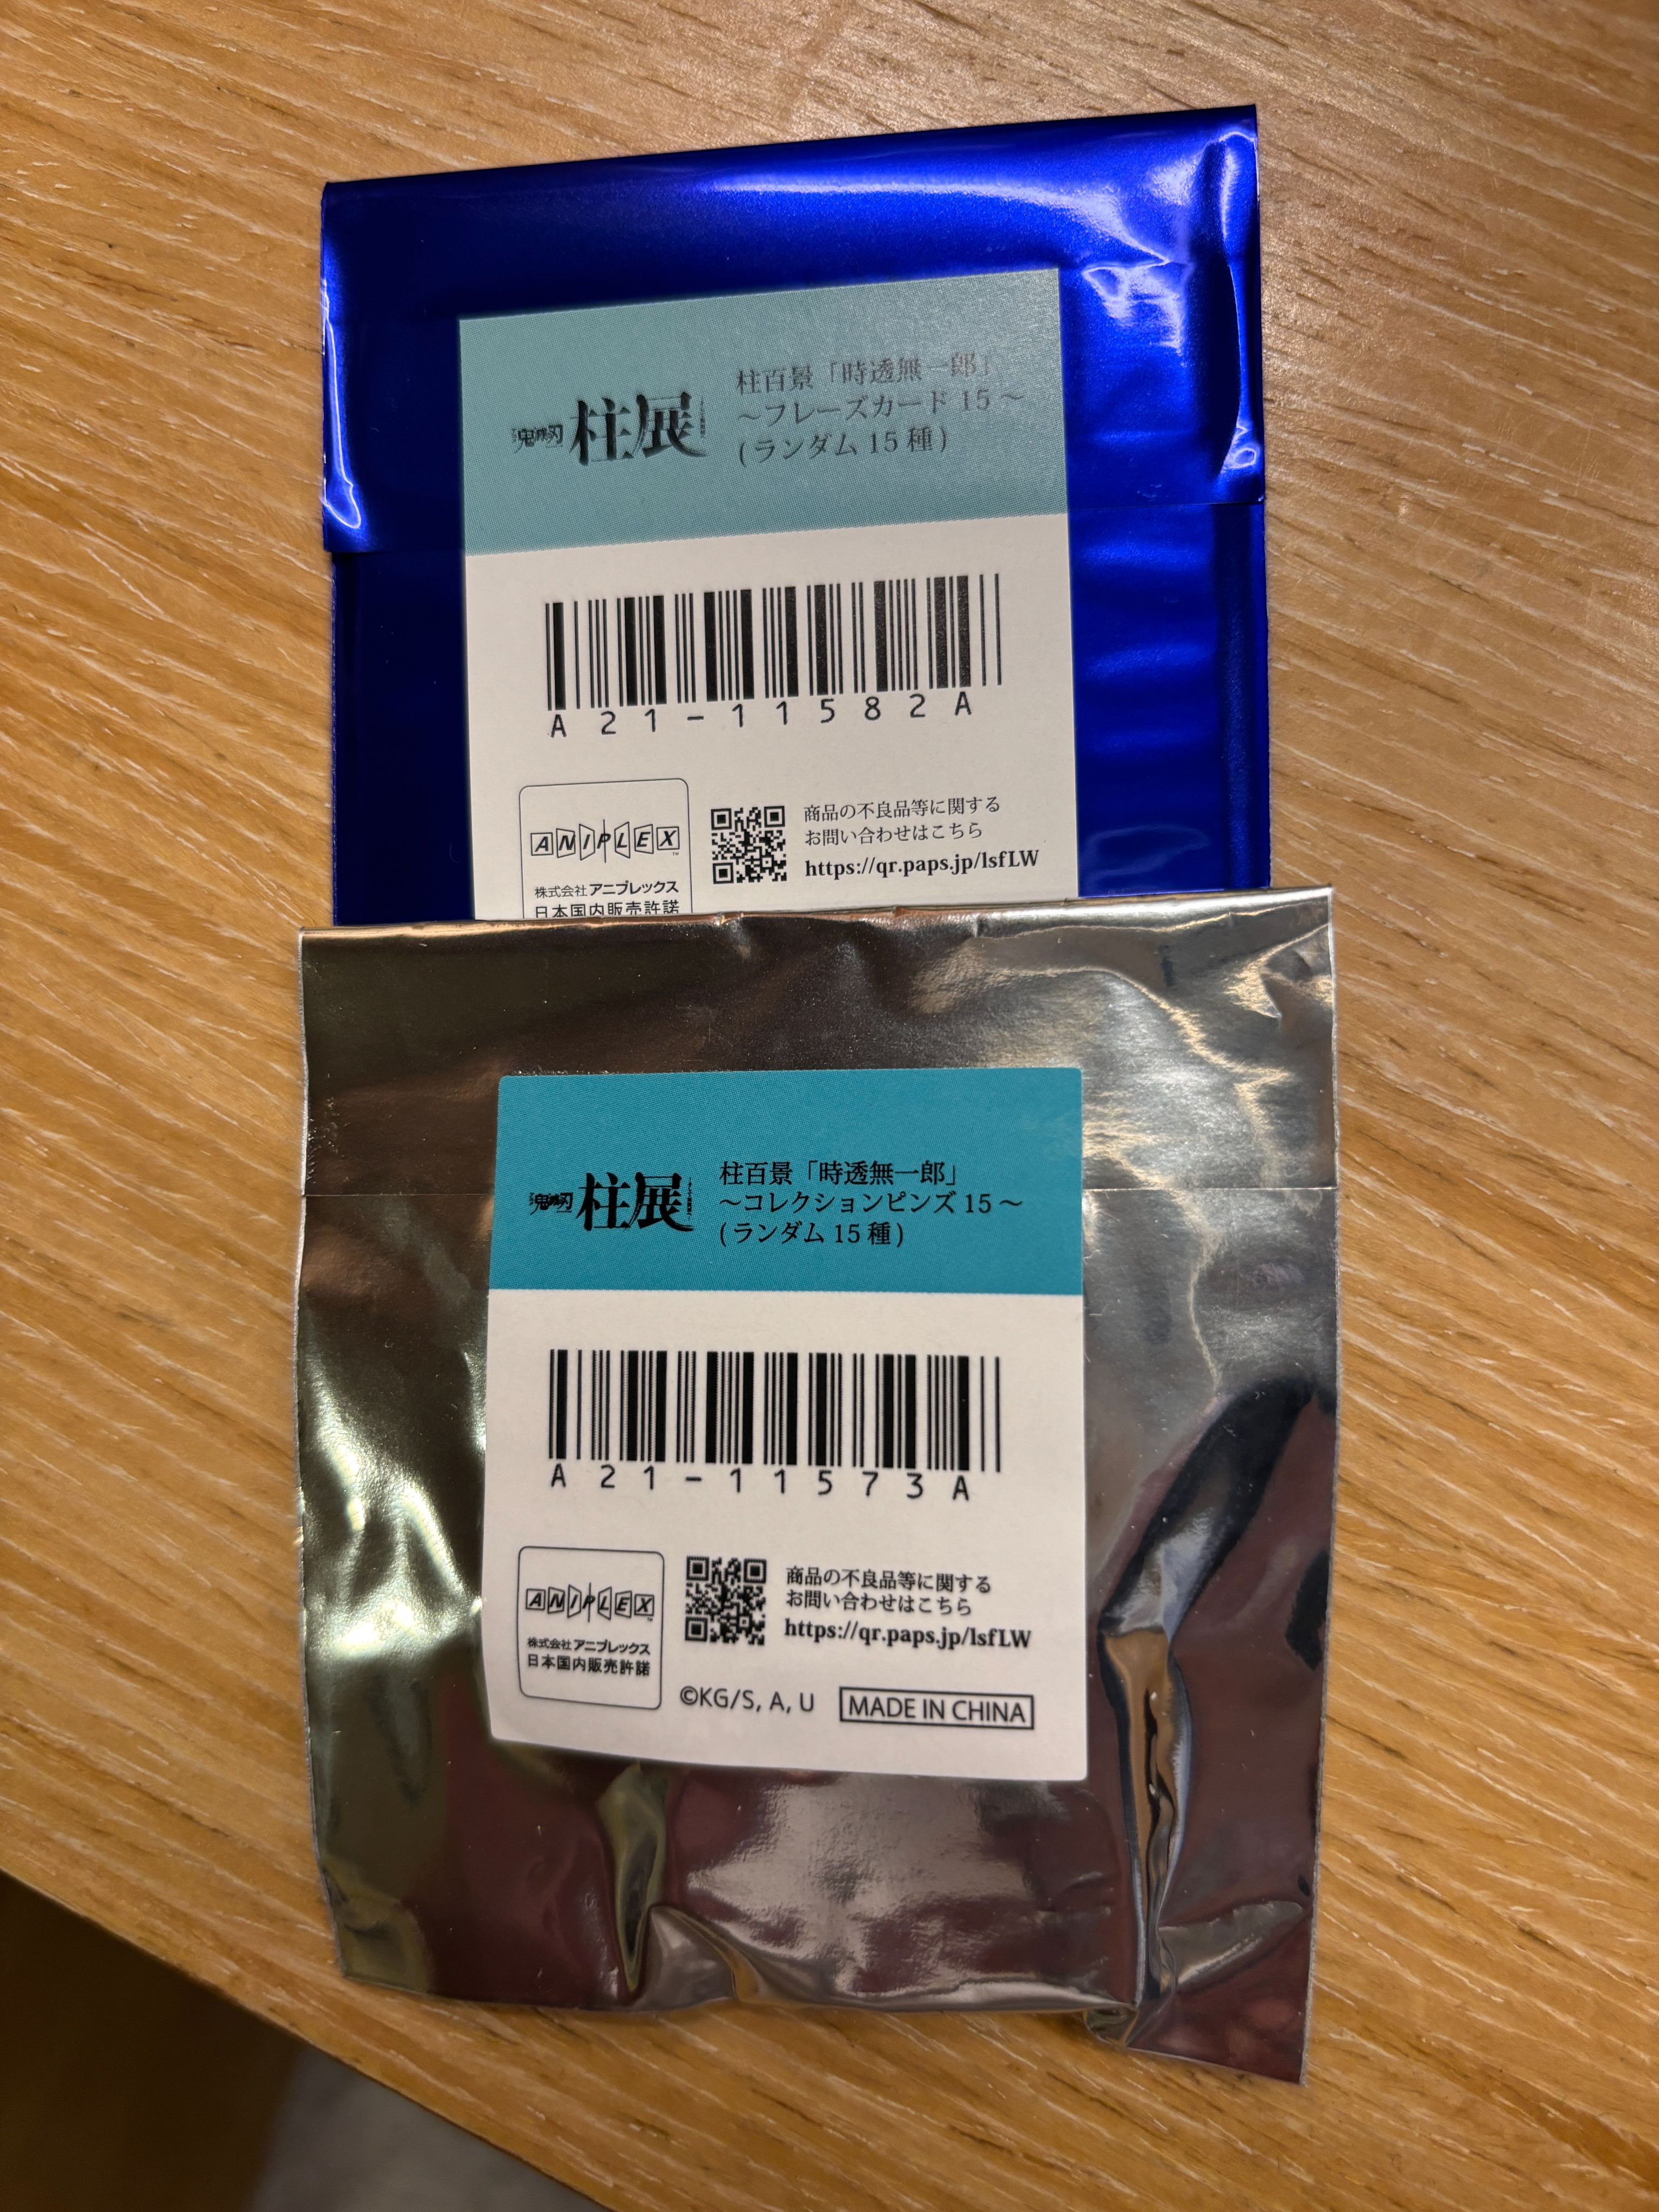 鬼滅の刃 柱展
柱百景「時透無一郎」
～フレーズカード 15 ～
(ランダム 15 種)
A21-11582A
ANIPLEX
株式会社アニプレックス
日本国内販売許諾
商品の不良品等に関する
お問い合わせはこちら
https://qr.paps.jp/lsfLW
鬼滅の刃 柱展
柱百景「時透無一郎」
～コレクションピンズ 15 ～
(ランダム 15 種)
A21-11573A
ANIPLEX
株式会社アニプレックス
日本国内販売許諾
商品の不良品等に関する
お問い合わせはこちら
https://qr.paps.jp/lsfLW
©KG/S, A, U
MADE IN CHINA